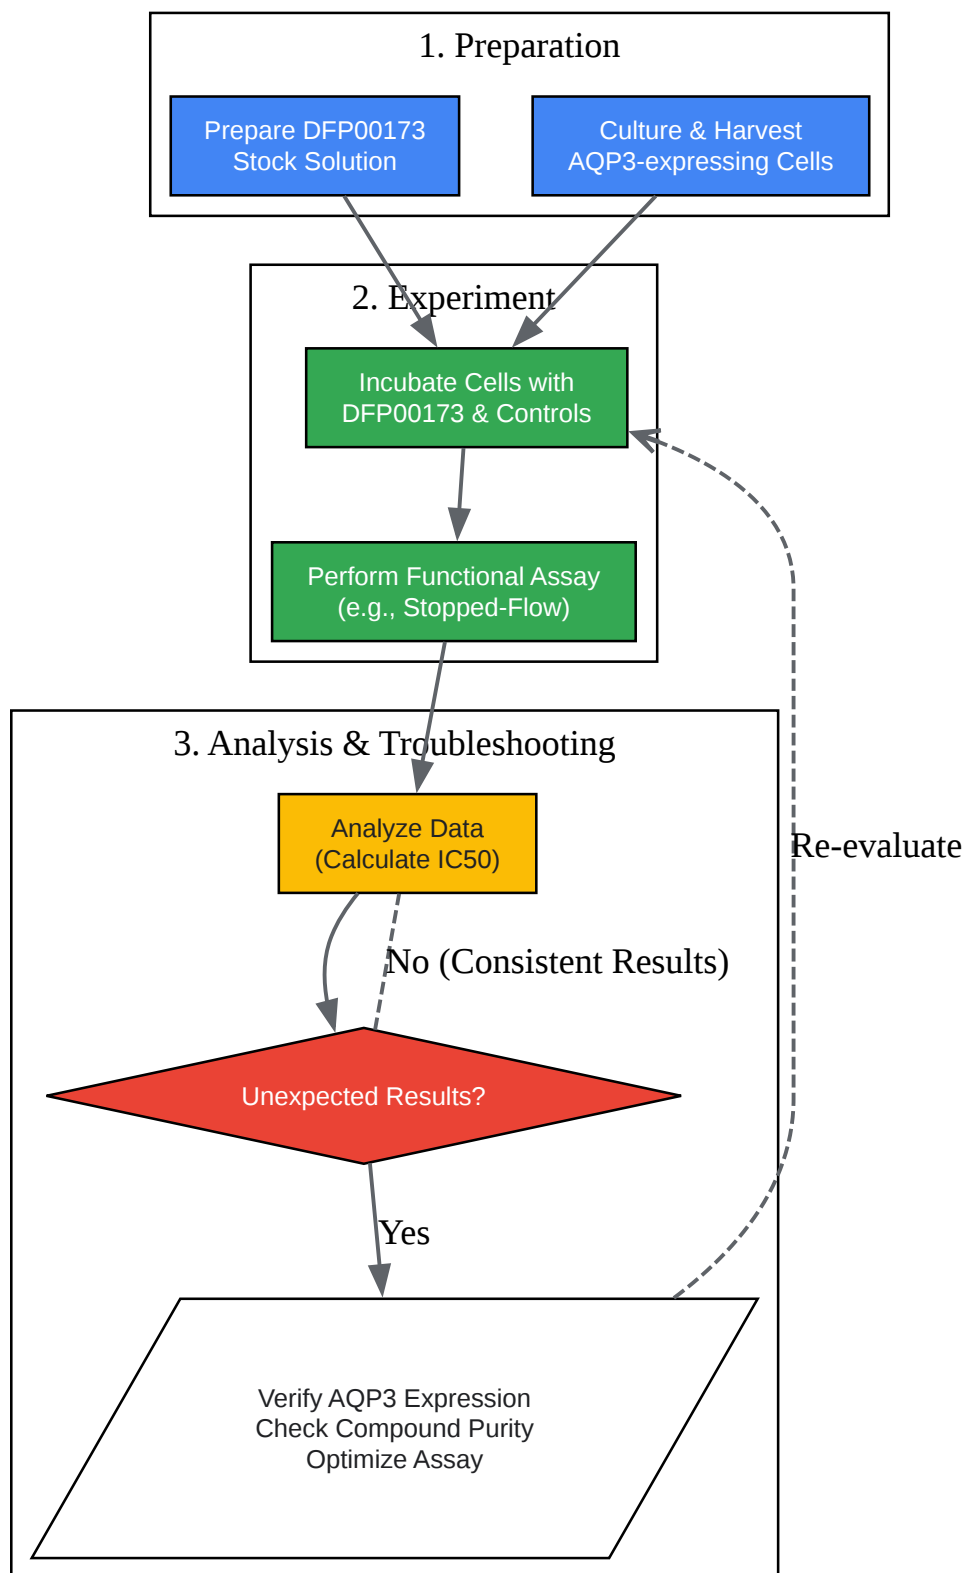 1. Preparation
Prepare DFP00173
Stock Solution
Culture & Harvest
AQP3-expressing Cells
2. Experiment
Incubate Cells with
DFP00173 & Controls
Perform Functional Assay
(e.g., Stopped-Flow)
3. Analysis & Troubleshooting
Analyze Data
(Calculate IC50)
Re-evaluate
No (Consistent Results)
Unexpected Results?
Yes
Verify AQP3 Expression
Check Compound Purity
Optimize Assay